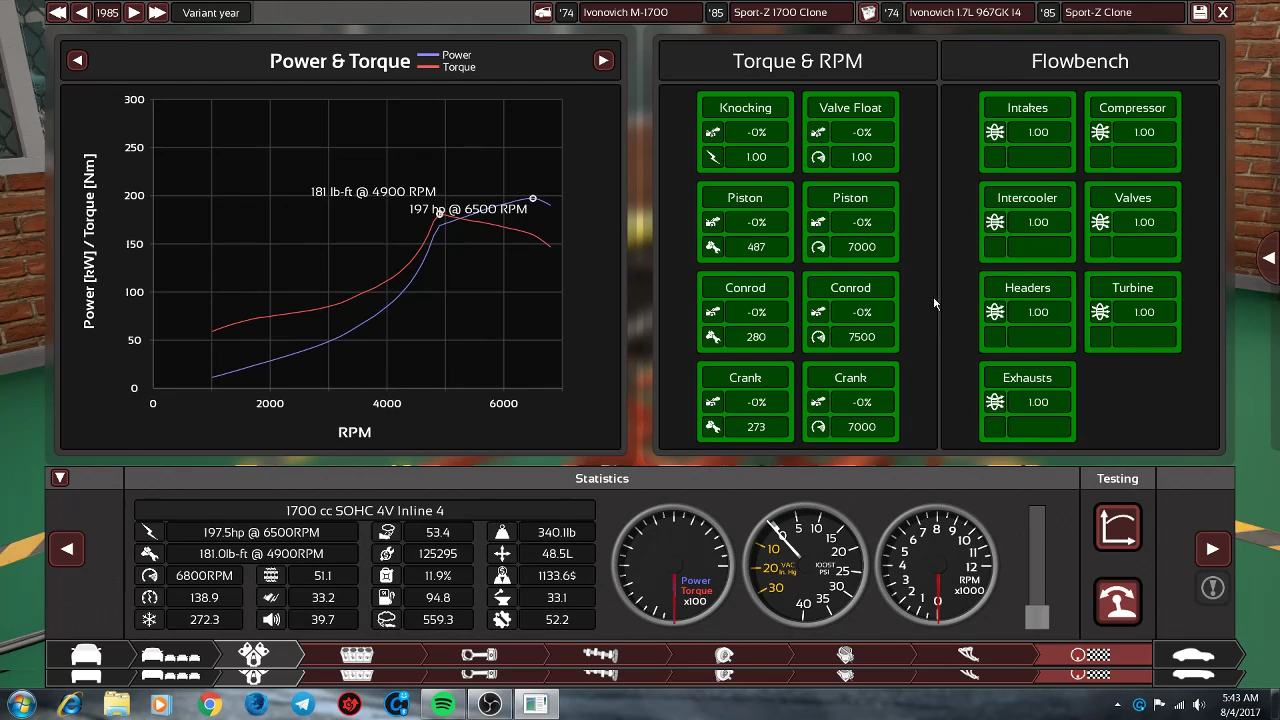 1985
Variant year
'74
Ivonovich M-1700
'85
Sport-Z 1700 Clone
'74
Ivonovich 1.7L 967GK I4
'85
Sport-Z Clone
Power & Torque
Power
Torque
300
250
200
150
100
50
0
Power [kW] / Torque [Nm]
181 lb-ft @ 4900 RPM
197 hp @ 6500 RPM
0
2000
4000
6000
RPM
Torque & RPM
Flowbench
Knocking
-0%
1.00
Valve Float
-0%
1.00
Piston
-0%
487
Piston
-0%
7000
Conrod
-0%
280
Conrod
-0%
7500
Crank
-0%
273
Crank
-0%
7000
Intakes
1.00
Compressor
1.00
Intercooler
1.00
Valves
1.00
Headers
1.00
Turbine
1.00
Exhausts
1.00
Statistics
Testing
1700 cc SOHC 4V Inline 4
197.5hp @ 6500RPM
53.4
340.1lb
181.0lb-ft @ 4900RPM
125295
48.5L
6800RPM
51.1
11.9%
1133.6$
138.9
33.2
94.8
33.1
272.3
39.7
559.3
52.2
Power
Torque
x100
0
5
10
15
20
25
30
35
40
10
20
30
VAC
In. Hg
PSI
0
1
2
3
4
5
6
7
8
9
10
11
12
RPM
x1000
5:43 AM
8/4/2017